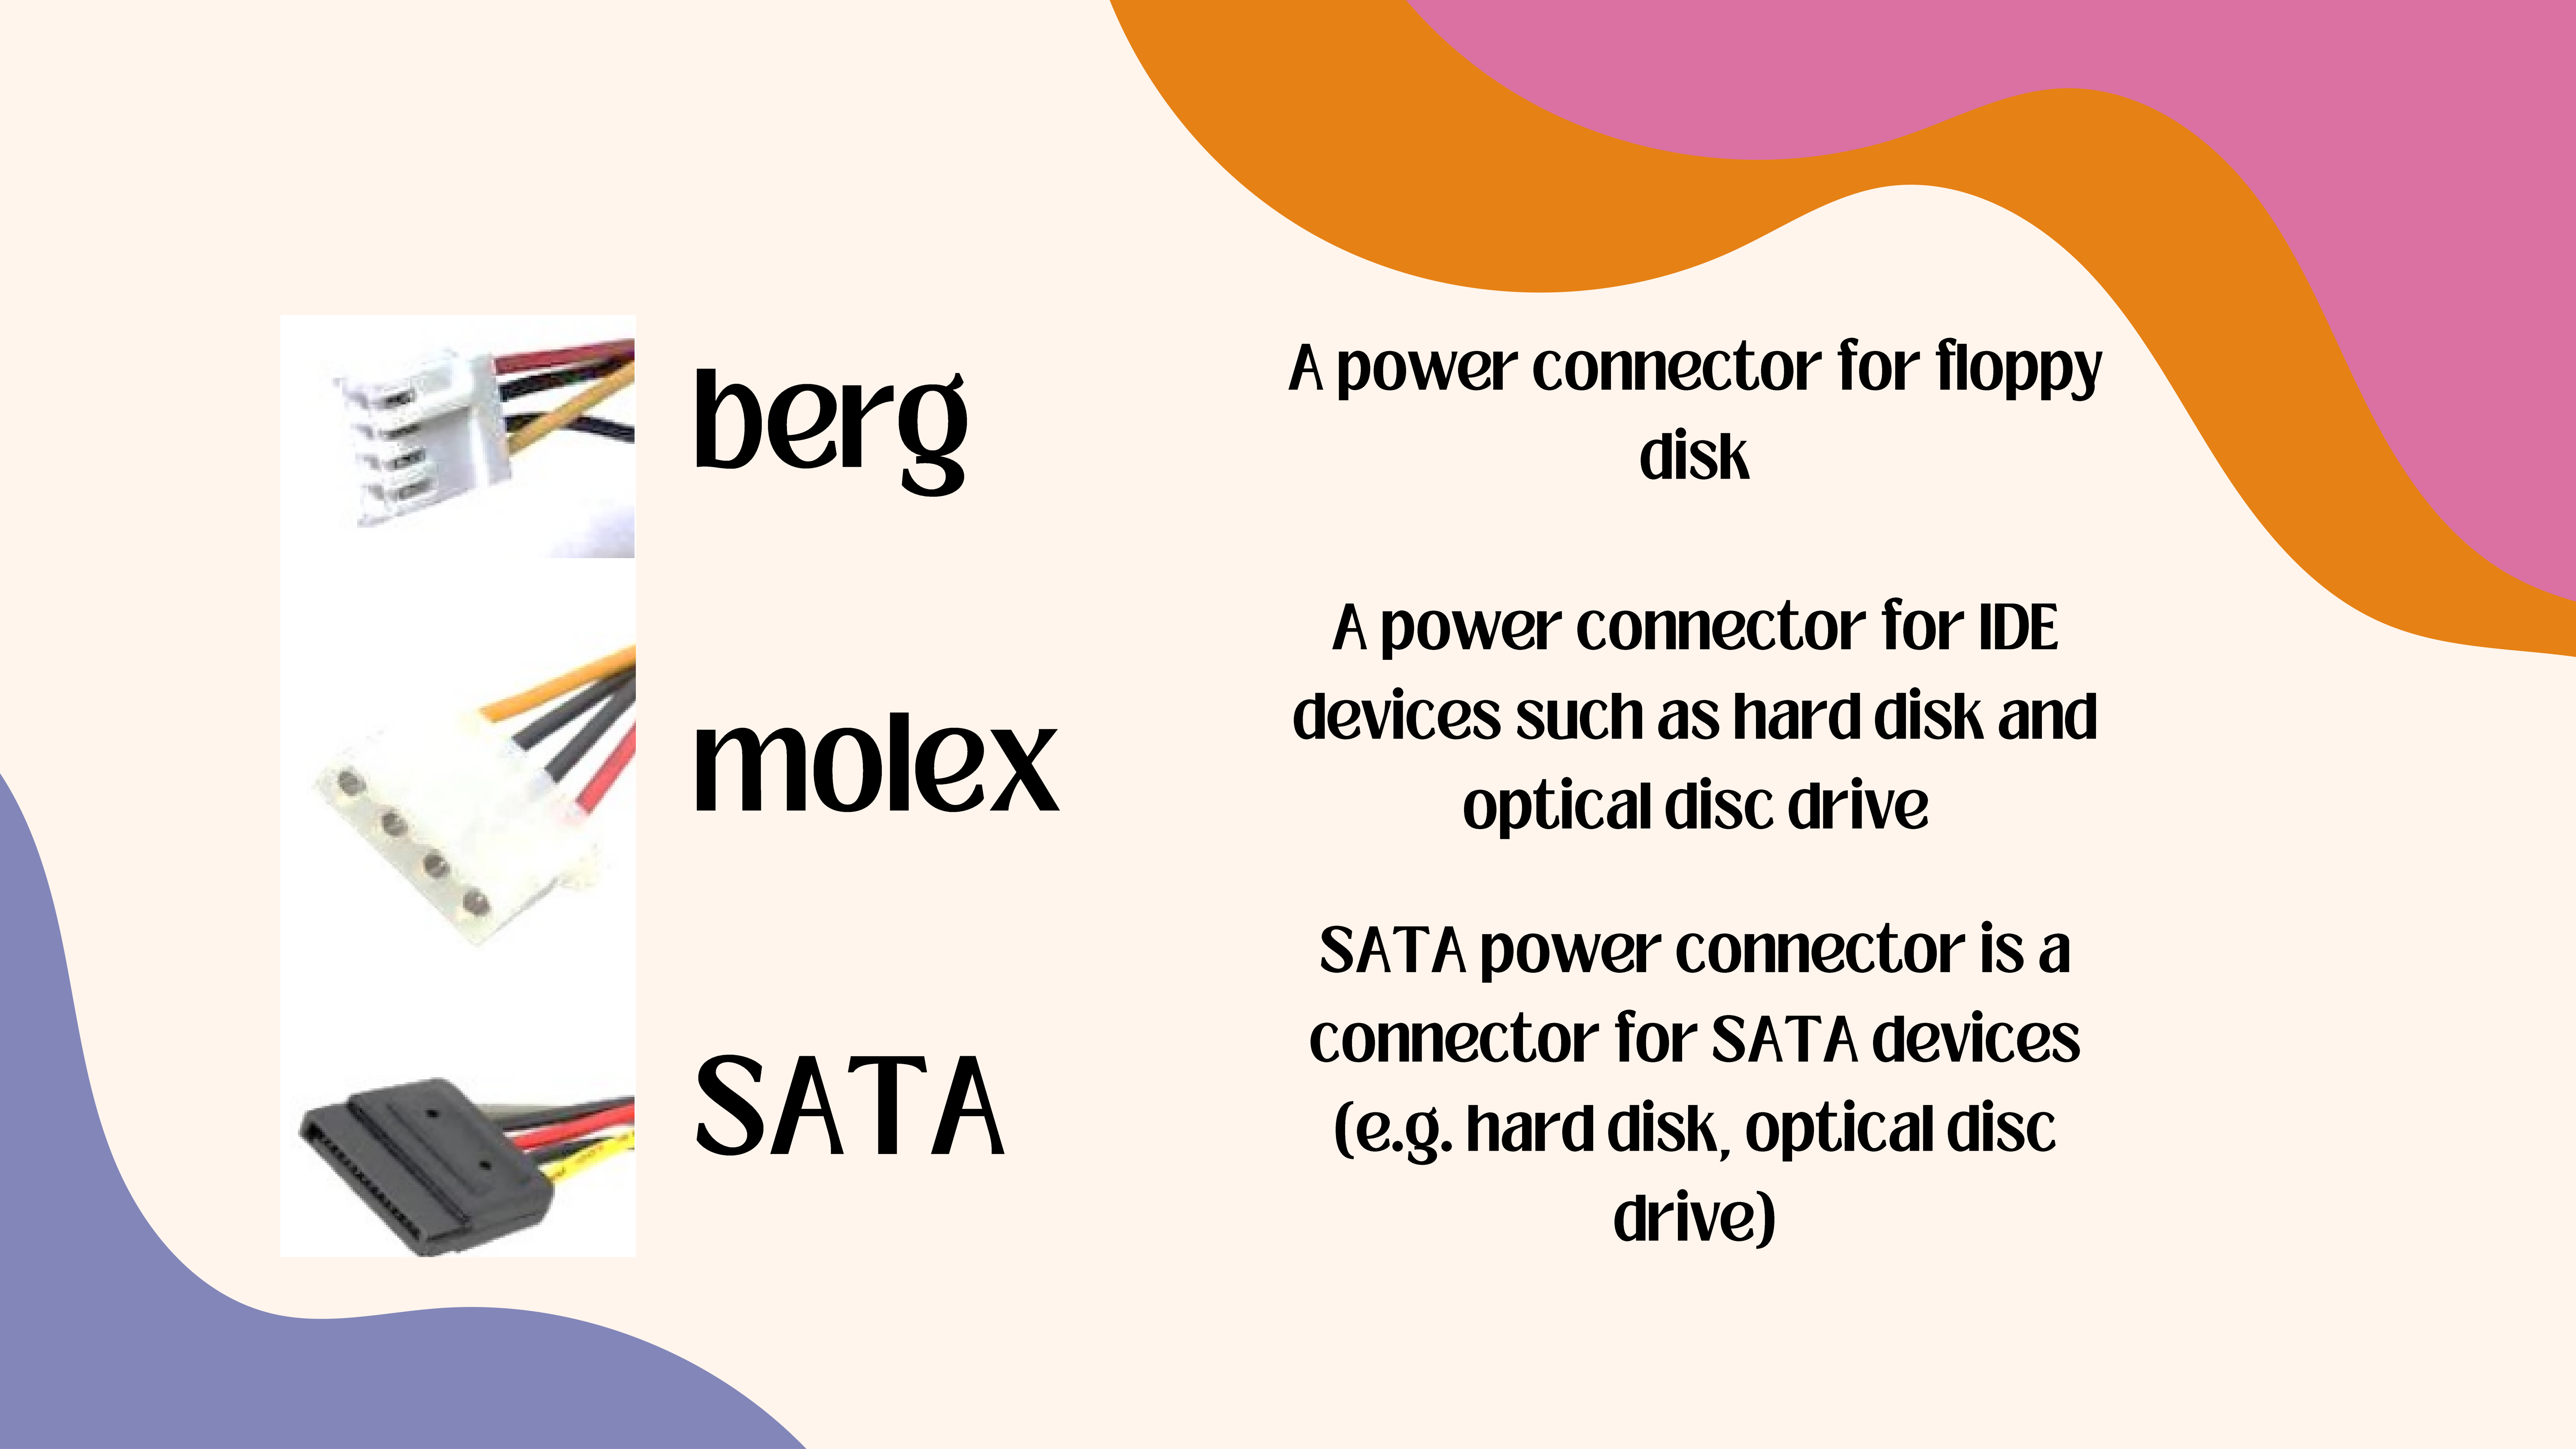 berg
A power connector for floppy
disk
molex
A power connector for IDE
devices such as hard disk and
optical disc drive
SATA
SATA power connector is a
connector for SATA devices
(e.g. hard disk, optical disc
drive)